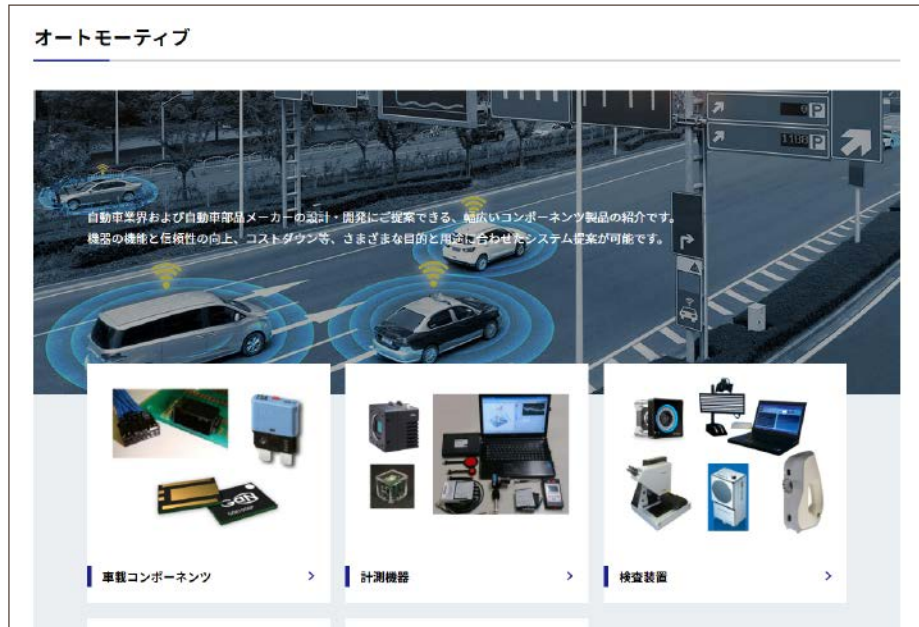 オートモーティブ
P
P
自動車業界および自動車部品メーカーの設計・開発にご提案できる、幅広いコンポーネンツ製品の紹介です。
機器の機能と信頼性の向上、コストダウン等、さまざまな目的と用途に合わせたシステム提案が可能です。
GaN
車載コンポーネンツ
計測機器
検査装置